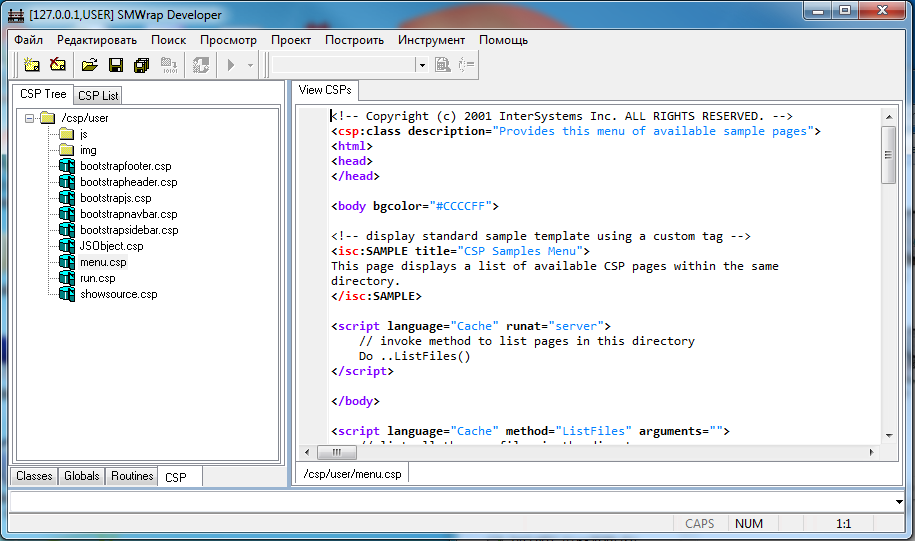 [127.0.0.1,USER] SMWrap Developer
Файл Редактировать Поиск Просмотр Проект Построить Инструмент Помощь
CSP Tree CSP List
/csp/user
js
img
bootstrapfooter.csp
bootstrapheader.csp
bootstrapjs.csp
bootstrapnavbar.csp
bootstrapsidebar.csp
JSObject.csp
menu.csp
run.csp
showsource.csp
Classes Globals Routines CSP
View CSPs
<!-- Copyright (c) 2001 InterSystems Inc. ALL RIGHTS RESERVED. -->
<csp:class description="Provides this menu of available sample pages">
<html>
<head>
</head>
<body bgcolor="#CCCCFF">
<!-- display standard sample template using a custom tag -->
<isc:SAMPLE title="CSP Samples Menu">
This page displays a list of available CSP pages within the same
directory.
</isc:SAMPLE>
<script language="Cache" runat="server">
// invoke method to list pages in this directory
Do ..ListFiles()
</script>
</body>
<script language="Cache" method="ListFiles" arguments="">
/csp/user/menu.csp
CAPS NUM 1:1